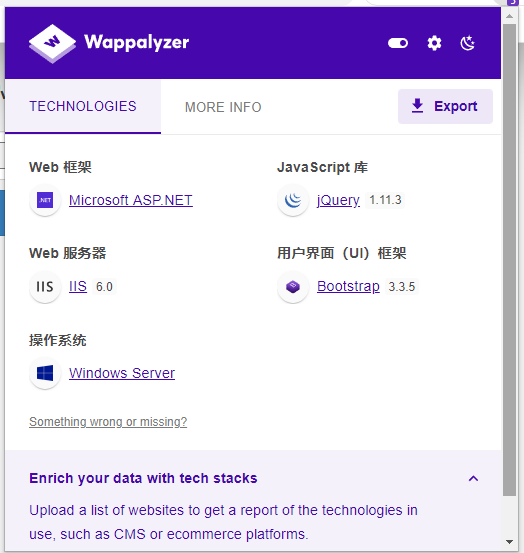 Wappalyzer
TECHNOLOGIES
MORE INFO
Export
Web 框架
JavaScript 库
.NET
Microsoft ASP.NET
jQuery 1.11.3
Web 服务器
用户界面（UI）框架
IIS
IIS 6.0
Bootstrap 3.3.5
操作系统
Windows Server
Something wrong or missing?
Enrich your data with tech stacks
Upload a list of websites to get a report of the technologies in
use, such as CMS or ecommerce platforms.